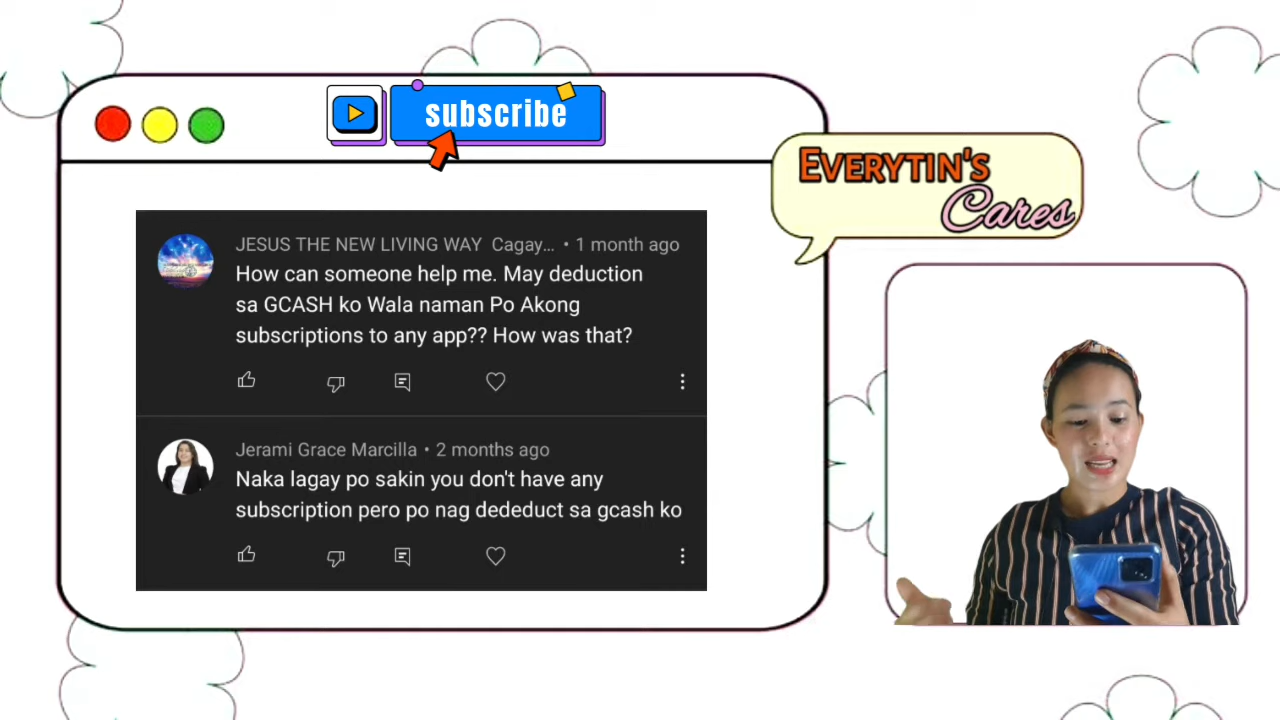 subscribe
EVERYTIN'S
Cares
JESUS THE NEW LIVING WAY Cagay... • 1 month ago
How can someone help me. May deduction
sa GCASH ko Wala naman Po Akong
subscriptions to any app?? How was that?
Jerami Grace Marcilla • 2 months ago
Naka lagay po sakin you don't have any
subscription pero po nag dededuct sa gcash ko